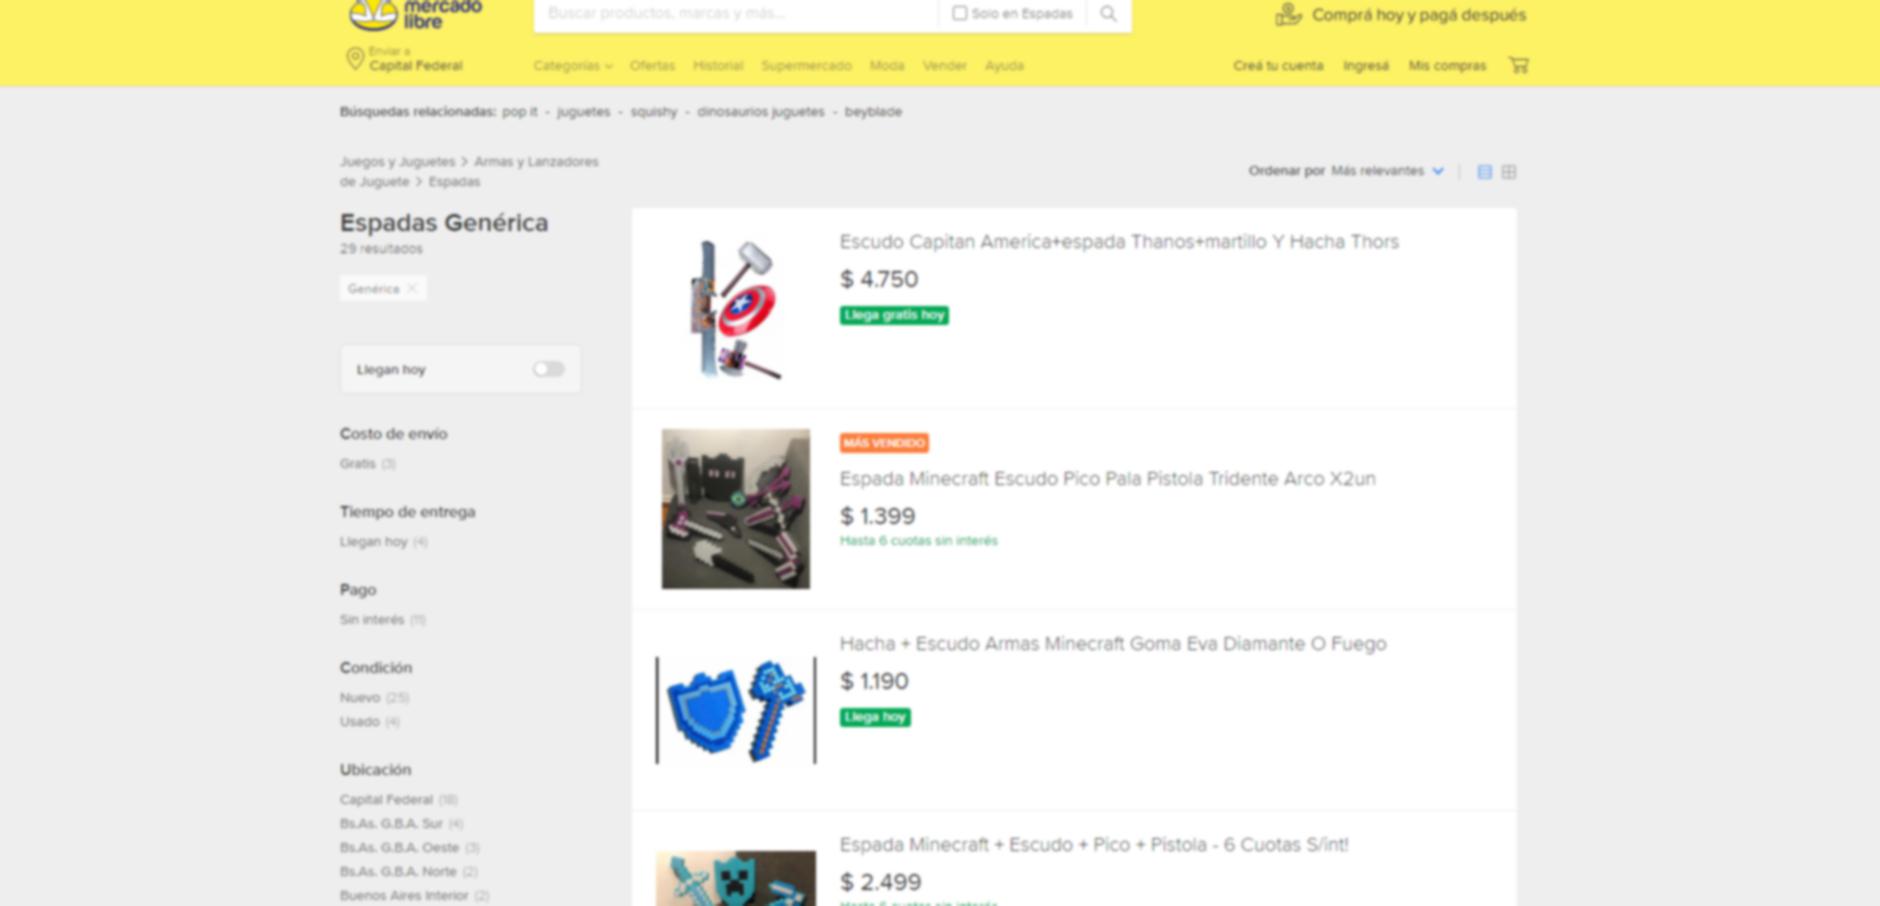 mercado
libre
Buscar productos, marcas y más...
Solo en Espadas
Comprá hoy y pagá después
Enviar a
Capital Federal
Categorías
Ofertas
Historial
Supermercado
Moda
Vender
Ayuda
Creá tu cuenta
Ingresá
Mis compras
Búsquedas relacionadas: pop it - juguetes - squishy - dinosaurios juguetes - beyblade
Juegos y Juguetes > Armas y Lanzadores
de Juguete > Espadas
Ordenar por Más relevantes
Espadas Genérica
29 resultados
Genérica
Llegan hoy
Costo de envío
Gratis (3)
Tiempo de entrega
Llegan hoy (4)
Pago
Sin interés (11)
Condición
Nuevo (25)
Usado (4)
Ubicación
Capital Federal (18)
Bs.As. G.B.A. Sur (4)
Bs.As. G.B.A. Oeste (3)
Bs.As. G.B.A. Norte (2)
Buenos Aires Interior (2)
Escudo Capitan America+espada Thanos+martillo Y Hacha Thors
$ 4.750
Llega gratis hoy
MÁS VENDIDO
Espada Minecraft Escudo Pico Pala Pistola Tridente Arco X2un
$ 1.399
Hasta 6 cuotas sin interés
Hacha + Escudo Armas Minecraft Goma Eva Diamante O Fuego
$ 1.190
Llega hoy
Espada Minecraft + Escudo + Pico + Pistola - 6 Cuotas S/int!
$ 2.499
Hasta 6 cuotas sin interés